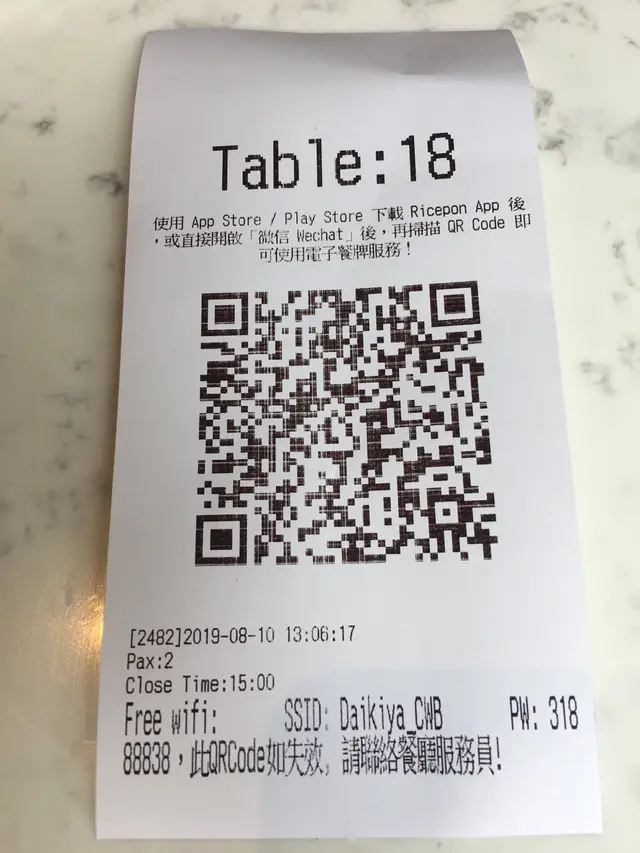 Table:18
使用 App Store / Play Store 下載 Ricepon App 後
，或直接開啟「微信 Wechat」後，再掃描 QR Code 即
可使用電子餐牌服務！
[2482]2019-08-10 13:06:17
Pax:2
Close Time:15:00
Free wifi: SSID: Daikiya_CWB PW: 318
88838，此QRCode如失效，請聯絡餐廳服務員!